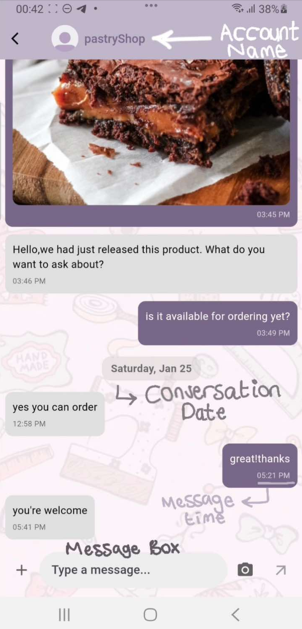 00:42
38%
pastryShop
Account
Name
03:45 PM
Hello,we had just released this product. What do you
want to ask about?
03:46 PM
is it available for ordering yet?
03:49 PM
HAND
MADE
Saturday, Jan 25
Conversation
Date
yes you can order
12:58 PM
great!thanks
05:21 PM
Message
time
you're welcome
05:41 PM
Message Box
Type a message...